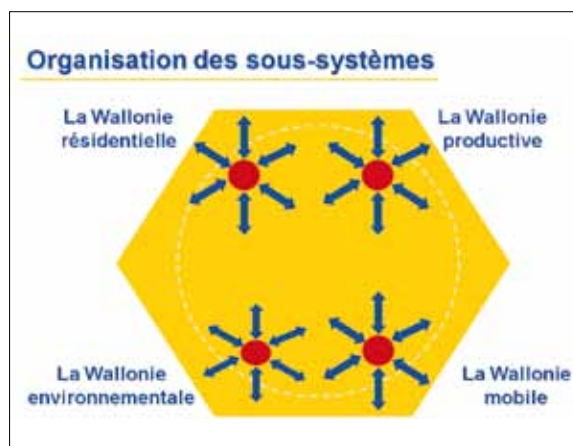 Organisation des sous-systèmes
La Wallonie
résidentielle
La Wallonie
productive
La Wallonie
environnementale
La Wallonie
mobile